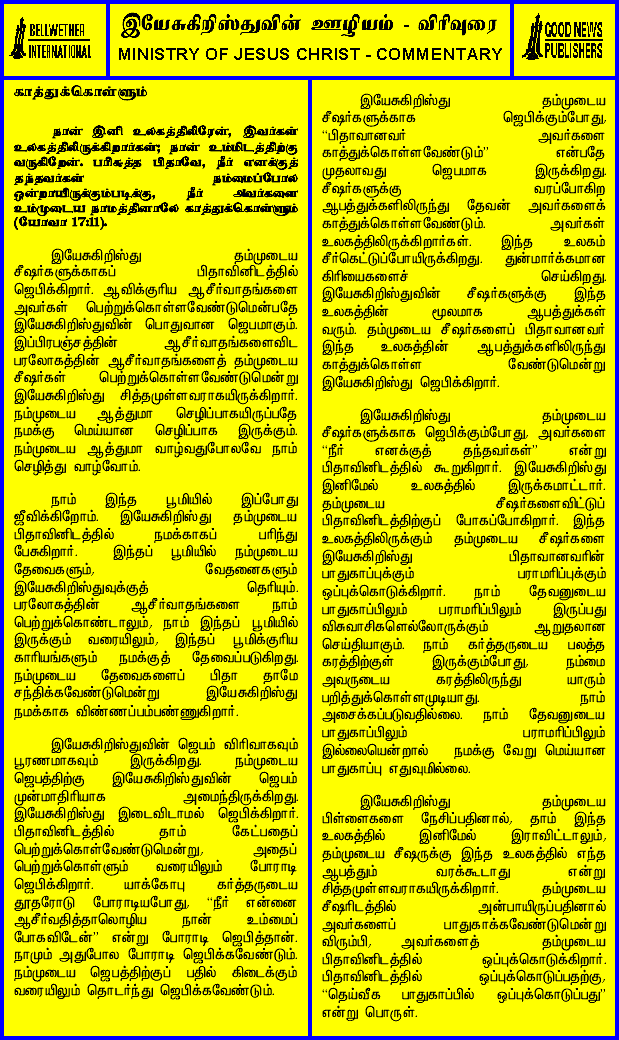 BELLWETHER
INTERNATIONAL
இயேசுகிறிஸ்துவின் ஊழியம் - விரிவுரை
MINISTRY OF JESUS CHRIST - COMMENTARY
GOOD NEWS
PUBLISHERS
காத்துக்கொள்ளும்
நான் இனி உலகத்திலிரேன், இவர்கள்
உலகத்திலிருக்கிறார்கள்; நான் உம்மிடத்திற்கு
வருகிறேன். பரிசுத்த பிதாவே, நீர் எனக்குத்
தந்தவர்கள் நம்மைப்போல
ஒன்றாயிருக்கும்படிக்கு, நீர் அவர்களை
உம்முடைய நாமத்தினாலே காத்துக்கொள்ளும்
(யோவா 17:11).
இயேசுகிறிஸ்து தம்முடைய
சீஷர்களுக்காகப் பிதாவினிடத்தில்
ஜெபிக்கிறார். ஆவிக்குரிய ஆசீர்வாதங்களை
அவர்கள் பெற்றுக்கொள்ளவேண்டுமென்பதே
இயேசுகிறிஸ்துவின் பொதுவான ஜெபமாகும்.
இப்பிரபஞ்சத்தின் ஆசீர்வாதங்களைவிட
பரலோகத்தின் ஆசீர்வாதங்களைத் தம்முடைய
சீஷர்கள் பெற்றுக்கொள்ளவேண்டுமென்று
இயேசுகிறிஸ்து சித்தமுள்ளவராகயிருக்கிறார்.
நம்முடைய ஆத்துமா செழிப்பாகயிருப்பதே
நமக்கு மெய்யான செழிப்பாக இருக்கும்.
நம்முடைய ஆத்துமா வாழ்வதுபோலவே நாம்
செழித்து வாழ்வோம்.
நாம் இந்த பூமியில் இப்போது
ஜீவிக்கிறோம். இயேசுகிறிஸ்து தம்முடைய
பிதாவினிடத்தில் நமக்காகப் பரிந்து
பேசுகிறார். இந்தப் பூமியில் நம்முடைய
தேவைகளும், வேதனைகளும்
இயேசுகிறிஸ்துவுக்குத் தெரியும்.
பரலோகத்தின் ஆசீர்வாதங்களை நாம்
பெற்றுக்கொண்டாலும், நாம் இந்தப் பூமியில்
இருக்கும் வரையிலும், இந்தப் பூமிக்குரிய
காரியங்களும் நமக்குத் தேவைப்படுகிறது.
நம்முடைய தேவைகளைப் பிதா தாமே
சந்திக்கவேண்டுமென்று இயேசுகிறிஸ்து
நமக்காக விண்ணப்பம்பண்ணுகிறார்.
இயேசுகிறிஸ்துவின் ஜெபம் விரிவாகவும்
பூரணமாகவும் இருக்கிறது. நம்முடைய
ஜெபத்திற்கு இயேசுகிறிஸ்துவின் ஜெபம்
முன்மாதிரியாக அமைந்திருக்கிறது.
இயேசுகிறிஸ்து இடைவிடாமல் ஜெபிக்கிறார்.
பிதாவினிடத்தில் தாம் கேட்பதைப்
பெற்றுக்கொள்ளவேண்டுமென்று, அதைப்
பெற்றுக்கொள்ளும் வரையிலும் போராடி
ஜெபிக்கிறார். யாக்கோபு கர்த்தருடைய
தூதரோடு போராடியபோது, "நீர் என்னை
ஆசீர்வதித்தாலொழிய நான் உம்மைப்
போகவிடேன்" என்று போராடி ஜெபித்தான்.
நாமும் அதுபோல போராடி ஜெபிக்கவேண்டும்.
நம்முடைய ஜெபத்திற்குப் பதில் கிடைக்கும்
வரையிலும் தொடர்ந்து ஜெபிக்கவேண்டும்.
இயேசுகிறிஸ்து தம்முடைய
சீஷர்களுக்காக ஜெபிக்கும்போது,
"பிதாவானவர் அவர்களை
காத்துக்கொள்ளவேண்டும்" என்பதே
முதலாவது ஜெபமாக இருக்கிறது.
சீஷர்களுக்கு வரப்போகிற
ஆபத்துக்களிலிருந்து தேவன் அவர்களைக்
காத்துக்கொள்ளவேண்டும். அவர்கள்
உலகத்திலிருக்கிறார்கள். இந்த உலகம்
சீர்கெட்டுப்போயிருக்கிறது. துன்மார்க்கமான
கிரியைகளைச் செய்கிறது.
இயேசுகிறிஸ்துவின் சீஷர்களுக்கு இந்த
உலகத்தின் மூலமாக ஆபத்துக்கள்
வரும். தம்முடைய சீஷர்களைப் பிதாவானவர்
இந்த உலகத்தின் ஆபத்துக்களிலிருந்து
காத்துக்கொள்ள வேண்டுமென்று
இயேசுகிறிஸ்து ஜெபிக்கிறார்.
இயேசுகிறிஸ்து தம்முடைய
சீஷர்களுக்காக ஜெபிக்கும்போது, அவர்களை
"நீர் எனக்குத் தந்தவர்கள்" என்று
பிதாவினிடத்தில் கூறுகிறார். இயேசுகிறிஸ்து
இனிமேல் உலகத்தில் இருக்கமாட்டார்.
தம்முடைய சீஷர்களைவிட்டுப்
பிதாவினிடத்திற்குப் போகப்போகிறார். இந்த
உலகத்திலிருக்கும் தம்முடைய சீஷர்களை
இயேசுகிறிஸ்து பிதாவானவரின்
பாதுகாப்புக்கும் பராமரிப்புக்கும்
ஒப்புக்கொடுக்கிறார். நாம் தேவனுடைய
பாதுகாப்பிலும் பராமரிப்பிலும் இருப்பது
விசுவாசிகளெல்லோருக்கும் ஆறுதலான
செய்தியாகும். நாம் கர்த்தருடைய பலத்த
கரத்திற்குள் இருக்கும்போது, நம்மை
அவருடைய கரத்திலிருந்து யாரும்
பறித்துக்கொள்ளமுடியாது. நாம்
அசைக்கப்படுவதில்லை. நாம் தேவனுடைய
பாதுகாப்பிலும் பராமரிப்பிலும்
இல்லையென்றால் நமக்கு வேறு மெய்யான
பாதுகாப்பு எதுவுமில்லை.
இயேசுகிறிஸ்து தம்முடைய
பிள்ளைகளை நேசிப்பதினால், தாம் இந்த
உலகத்தில் இனிமேல் இராவிட்டாலும்,
தம்முடைய சீஷருக்கு இந்த உலகத்தில் எந்த
ஆபத்தும் வரக்கூடாது என்று
சித்தமுள்ளவராகயிருக்கிறார். தம்முடைய
சீஷரிடத்தில் அன்பாயிருப்பதினால்
அவர்களைப் பாதுகாக்கவேண்டுமென்று
விரும்பி, அவர்களைத் தம்முடைய
பிதாவினிடத்தில் ஒப்புக்கொடுக்கிறார்.
பிதாவினிடத்தில் ஒப்புக்கொடுப்பதற்கு,
"தெய்வீக பாதுகாப்பில் ஒப்புக்கொடுப்பது"
என்று பொருள்.